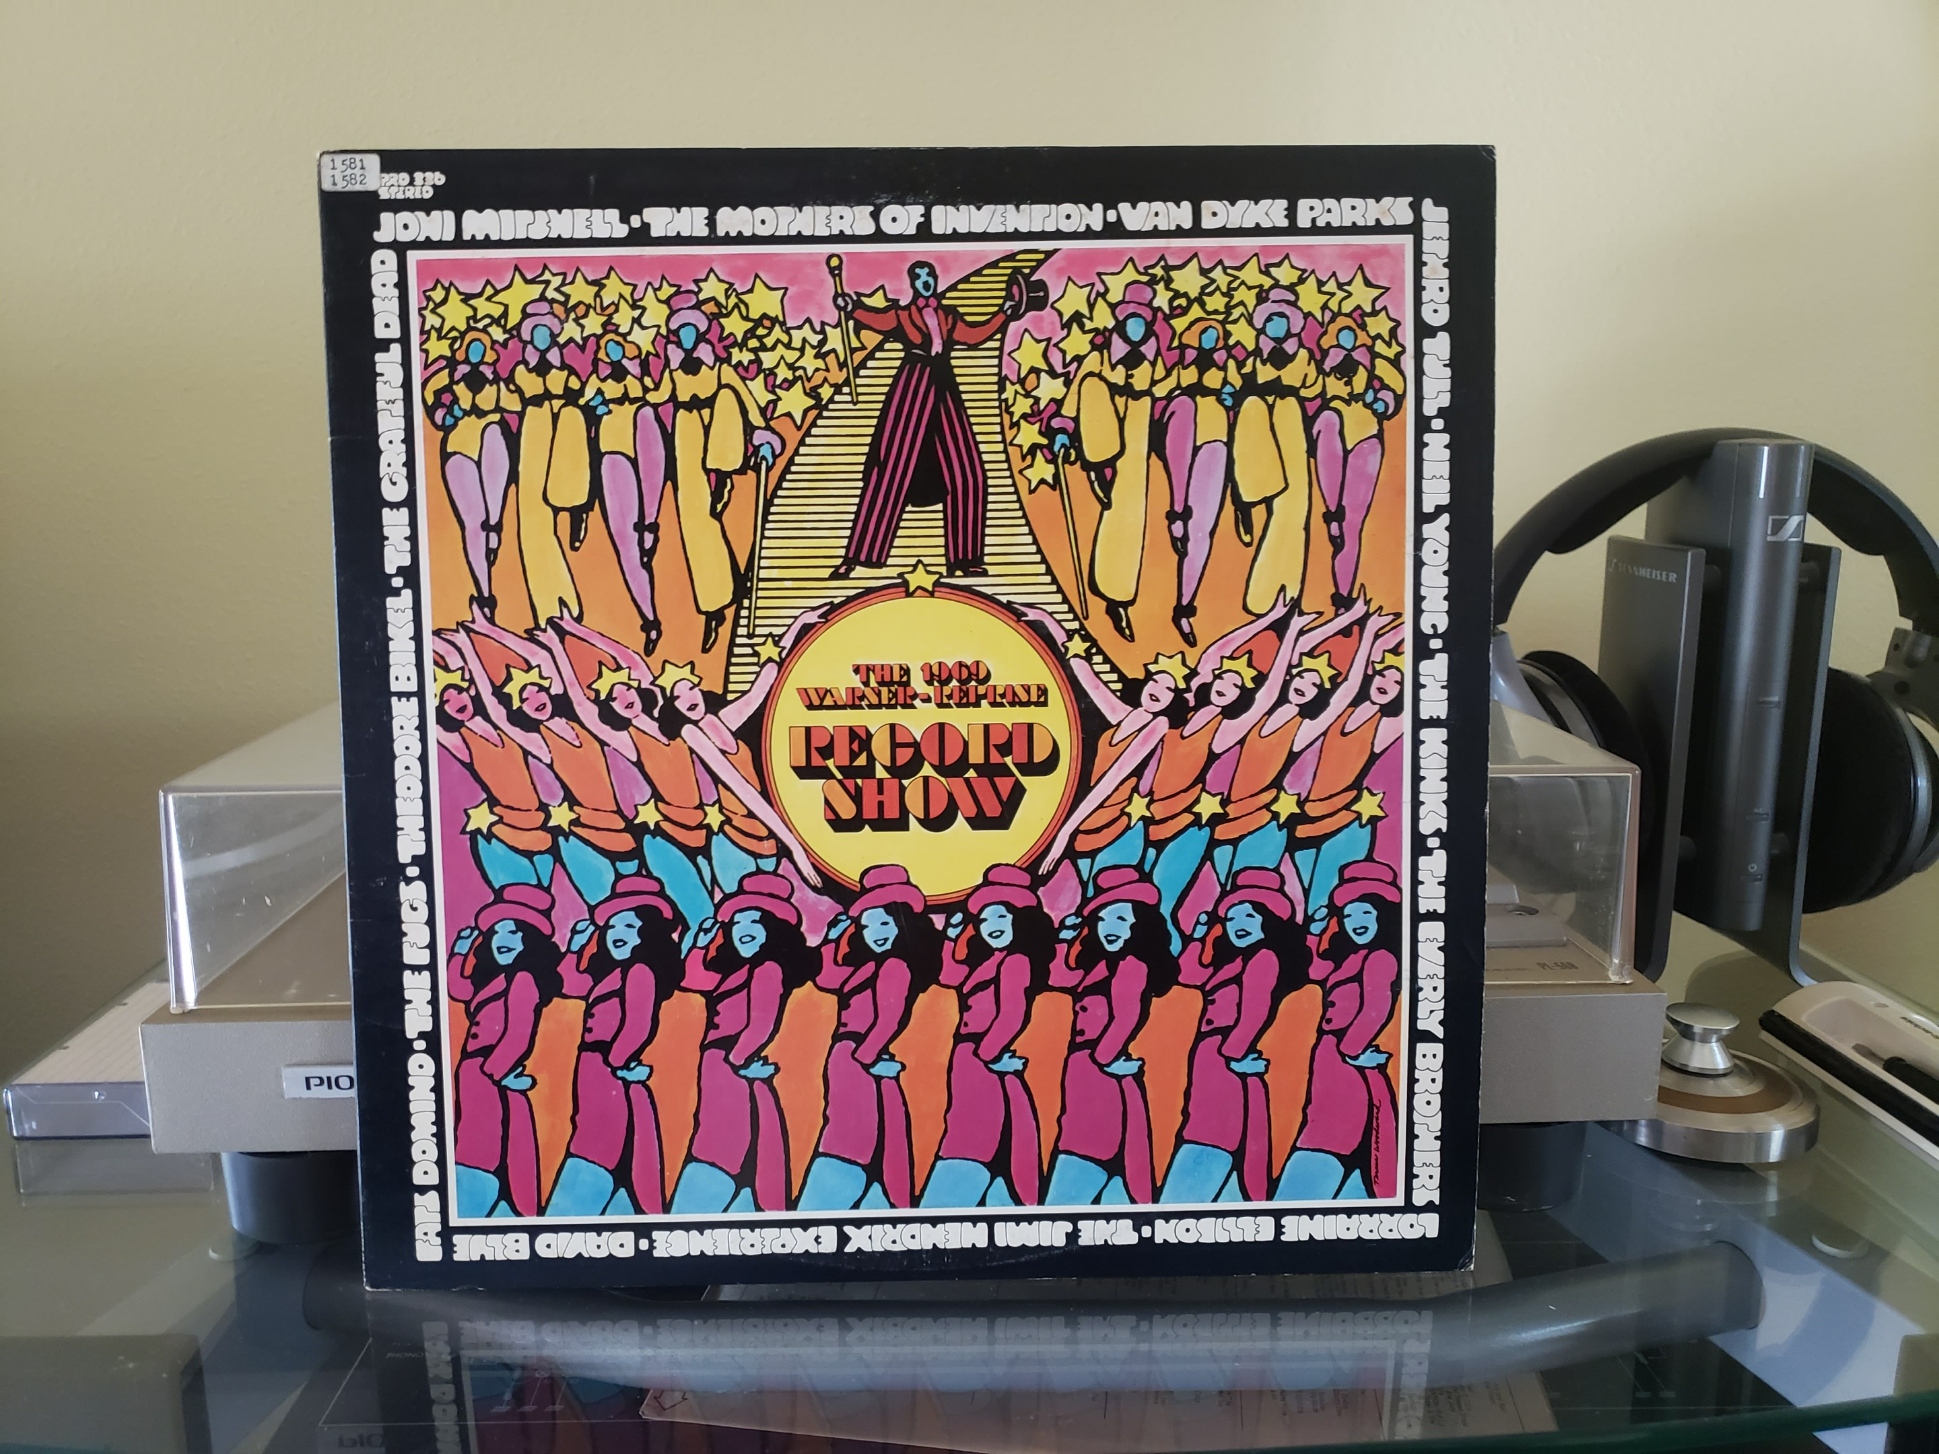 1581
1582
PRO 336
STEREO
JONI MITCHELL · THE MOTHERS OF INVENTION · VAN DYKE PARKS
JETHRO TULL · NEIL YOUNG · THE KINKS · THE EVERLY BROTHERS
LORRAINE ELLISON · THE JIMI HENDRIX EXPERIENCE · DAVID BLUE
FATS DOMINO · THE FUGS · THEODORE BIKEL · THE GRATEFUL DEAD
THE 1969
WARNER-REPRISE
RECORD
SHOW
SENNHEISER
PIO